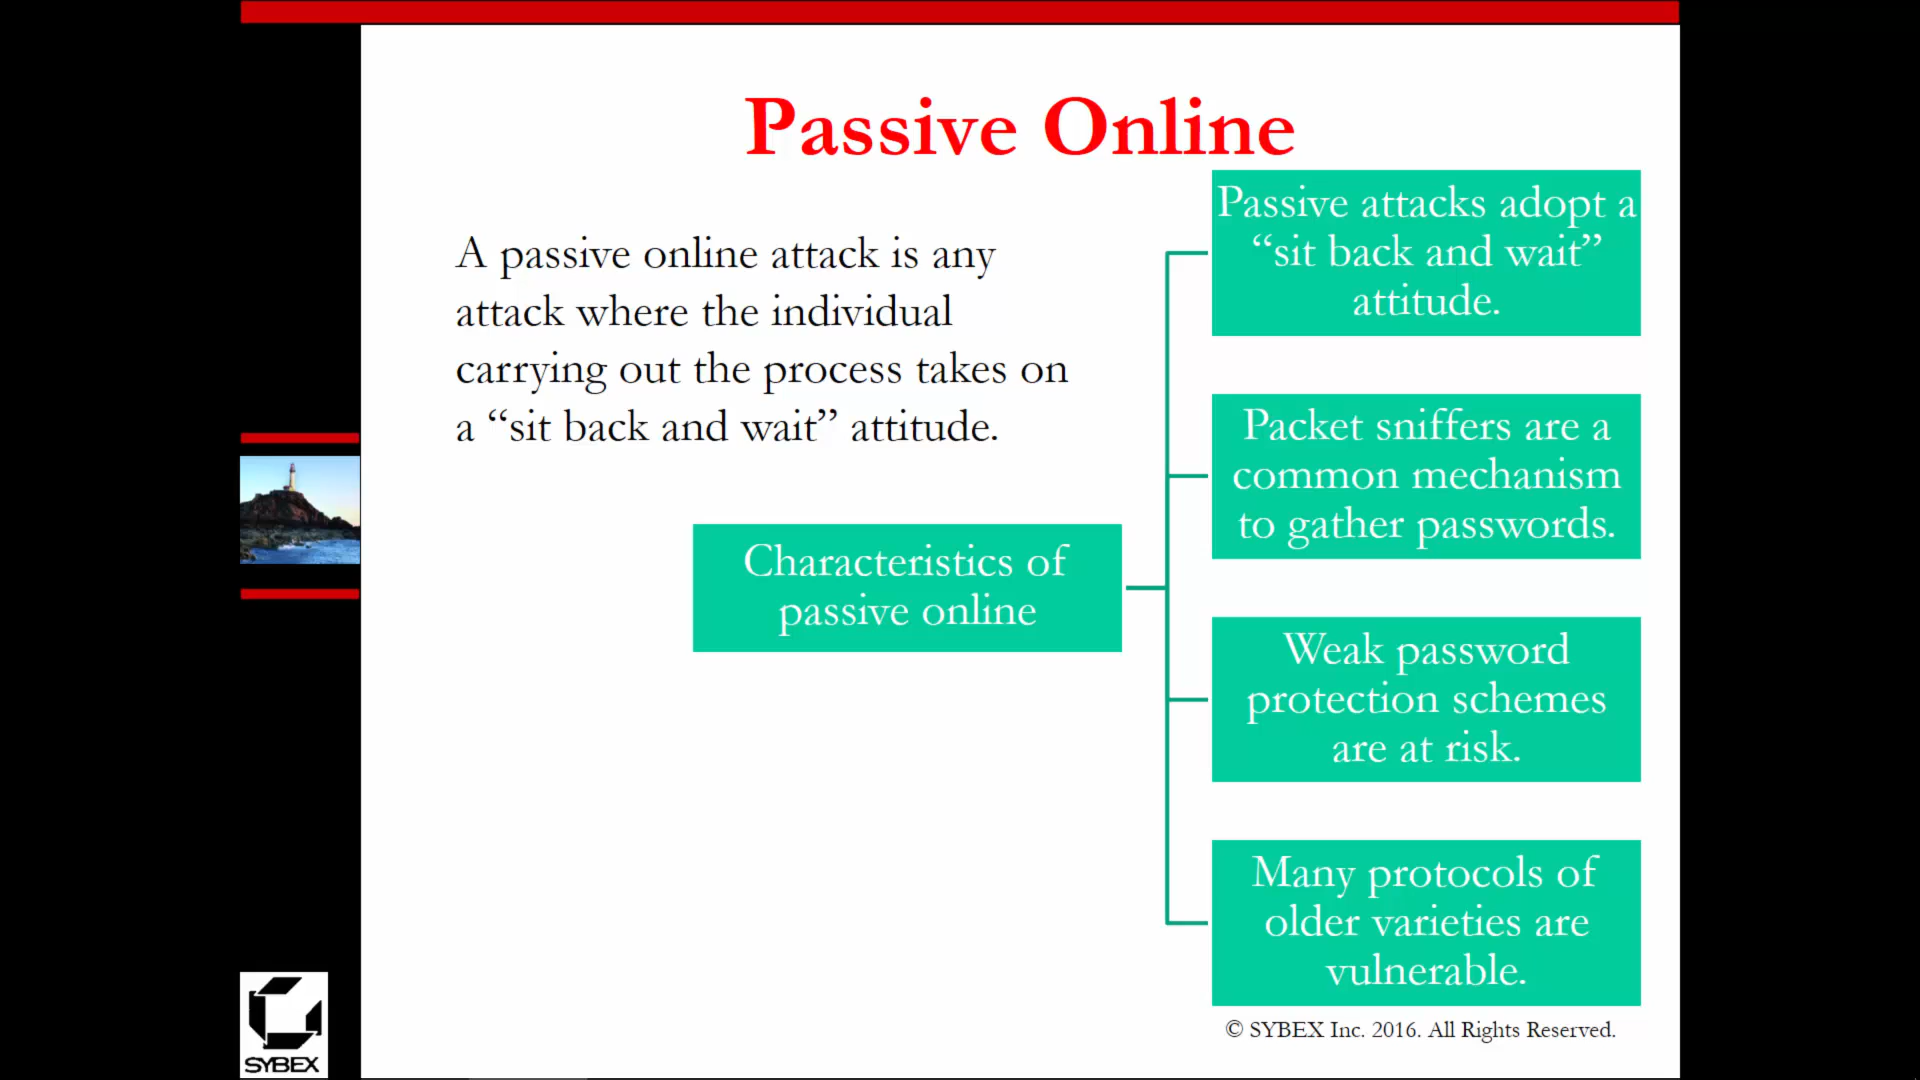 Passive Online
A passive online attack is any
attack where the individual
carrying out the process takes on
a “sit back and wait” attitude.
Characteristics of
passive online
Passive attacks adopt a
“sit back and wait”
attitude.
Packet sniffers are a
common mechanism
to gather passwords.
Weak password
protection schemes
are at risk.
Many protocols of
older varieties are
vulnerable.
© SYBEX Inc. 2016. All Rights Reserved.
SYBEX